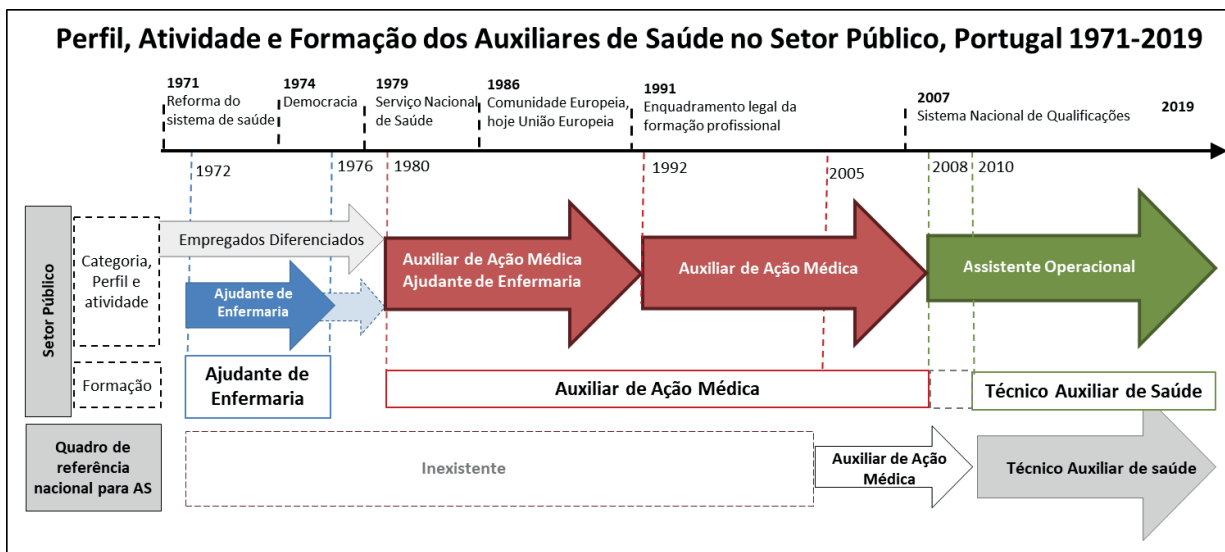 Perfil, Atividade e Formação dos Auxiliares de Saúde no Setor Público, Portugal 1971-2019
1971
Reforma do
sistema de saúde
1974
Democracia
1979
Serviço Nacional
de Saúde
1986
Comunidade Europeia,
hoje União Europeia
1991
Enquadramento legal da
formação profissional
2007
Sistema Nacional de Qualificações
2019
1972
1976
1980
1992
2005
2008
2010
Setor Público
Categoria,
Perfil e
atividade
Empregados Diferenciados
Ajudante de
Enfermaria
Auxiliar de Ação Médica
Ajudante de Enfermaria
Auxiliar de Ação Médica
Assistente Operacional
Formação
Ajudante de
Enfermaria
Auxiliar de Ação Médica
Técnico Auxiliar de Saúde
Quadro de
referência
nacional para AS
Inexistente
Auxiliar de Ação
Médica
Técnico Auxiliar de saúde